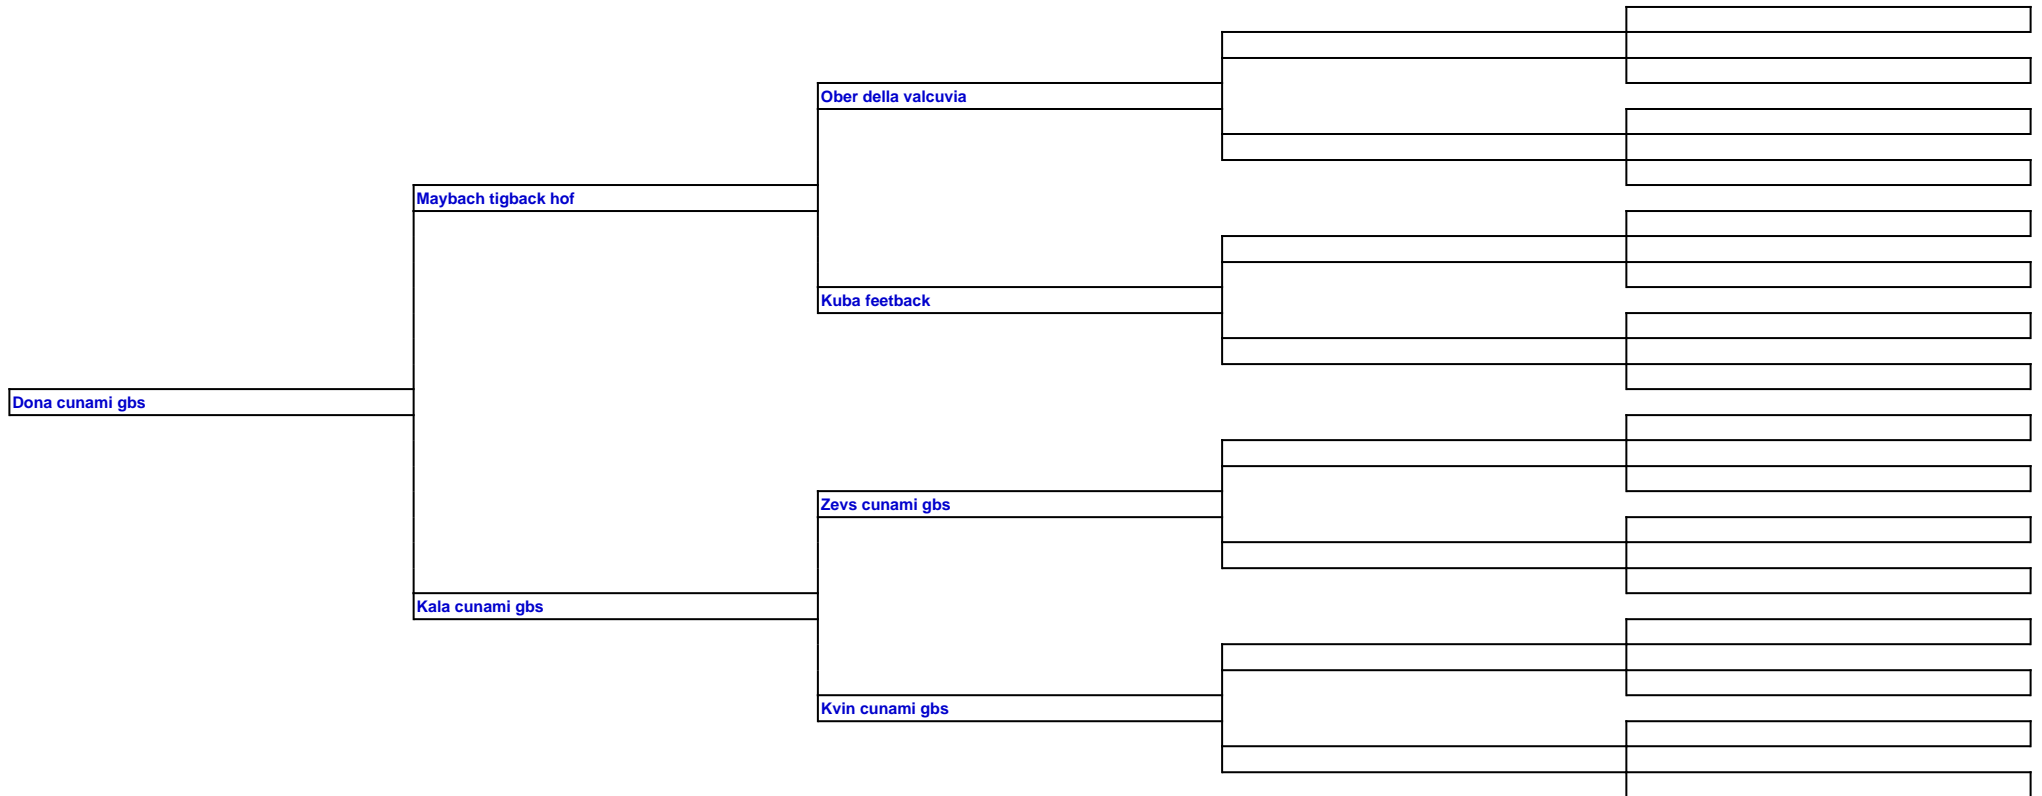 Ober della valcuvia
Maybach tigback hof
Kuba feetback
Dona cunami gbs
Zevs cunami gbs
Kala cunami gbs
Kvin cunami gbs